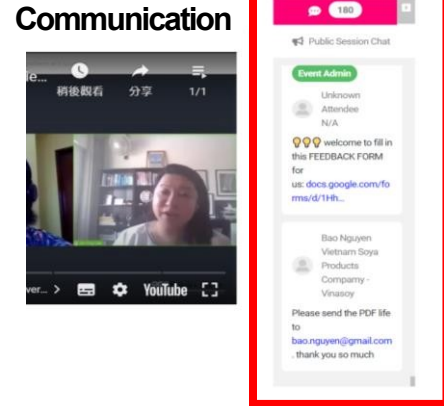 Communication
le...
稍後觀看
分享
1/1
ver... >
YouTube
180
Public Session Chat
Event Admin
Unknown
Attendee
N/A
welcome to fill in
this FEEDBACK FORM
for
us: docs.google.com/fo
rms/d/1Hh...
Bao Nguyen
Vietnam Soya
Products
Company -
Vinasoy
Please send the PDF life
to
bao.nguyen@gmail.com
. thank you so much